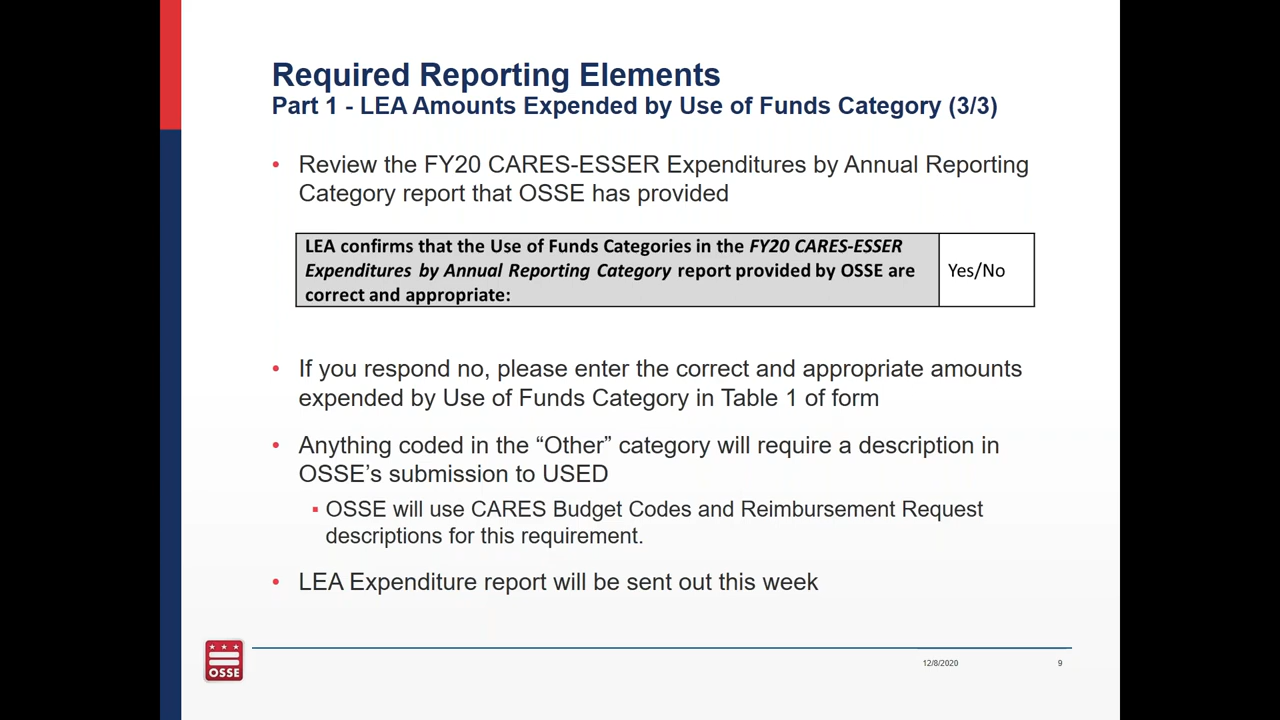 Required Reporting Elements
Part 1 - LEA Amounts Expended by Use of Funds Category (3/3)
• Review the FY20 CARES-ESSER Expenditures by Annual Reporting
Category report that OSSE has provided
LEA confirms that the Use of Funds Categories in the FY20 CARES-ESSER
Expenditures by Annual Reporting Category report provided by OSSE are
correct and appropriate:
Yes/No
• If you respond no, please enter the correct and appropriate amounts
expended by Use of Funds Category in Table 1 of form
• Anything coded in the “Other” category will require a description in
OSSE’s submission to USED
▪ OSSE will use CARES Budget Codes and Reimbursement Request
descriptions for this requirement.
• LEA Expenditure report will be sent out this week
OSSE
12/8/2020
9